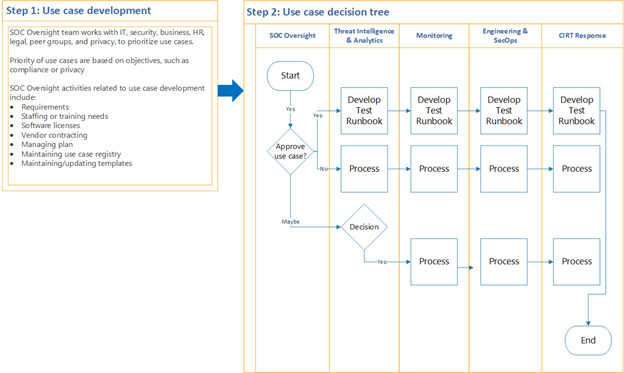 Step 1: Use case development
SOC Oversight team works with IT, security, business, HR,
legal, peer groups, and privacy, to prioritize use cases.
Priority of use cases are based on objectives, such as
compliance or privacy
SOC Oversight activities related to use case development
include:
• Requirements
• Staffing or training needs
• Software licenses
• Vendor contracting
• Managing plan
• Maintaining use case registry
• Maintaining/updating templates
Step 2: Use case decision tree
SOC Oversight
Threat Intelligence
& Analytics
Monitoring
Engineering &
SecOps
CIRT Response
Start
Yes
Yes
Develop
Test
Runbook
Develop
Test
Runbook
Develop
Test
Runbook
Develop
Test
Runbook
Approve
use case?
No
Process
Process
Process
Process
Maybe
Decision
Yes
Process
Process
Process
End